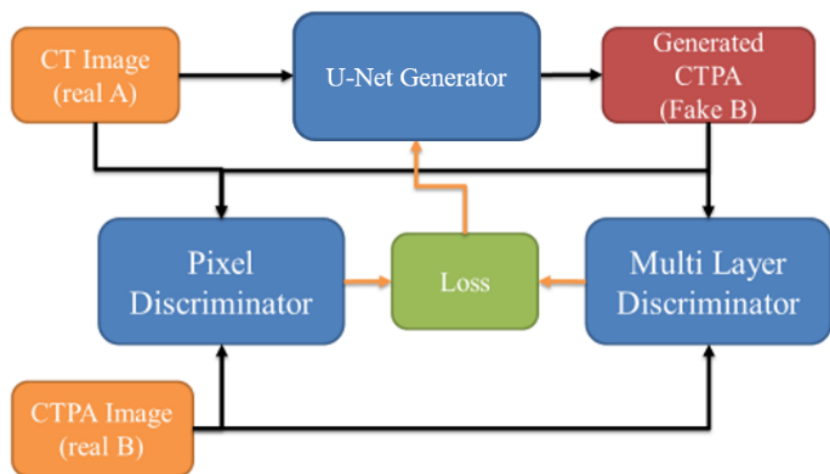 CT Image
(real A)
U-Net Generator
Generated
CTPA
(Fake B)
Pixel
Discriminator
Loss
Multi Layer
Discriminator
CTPA Image
(real B)